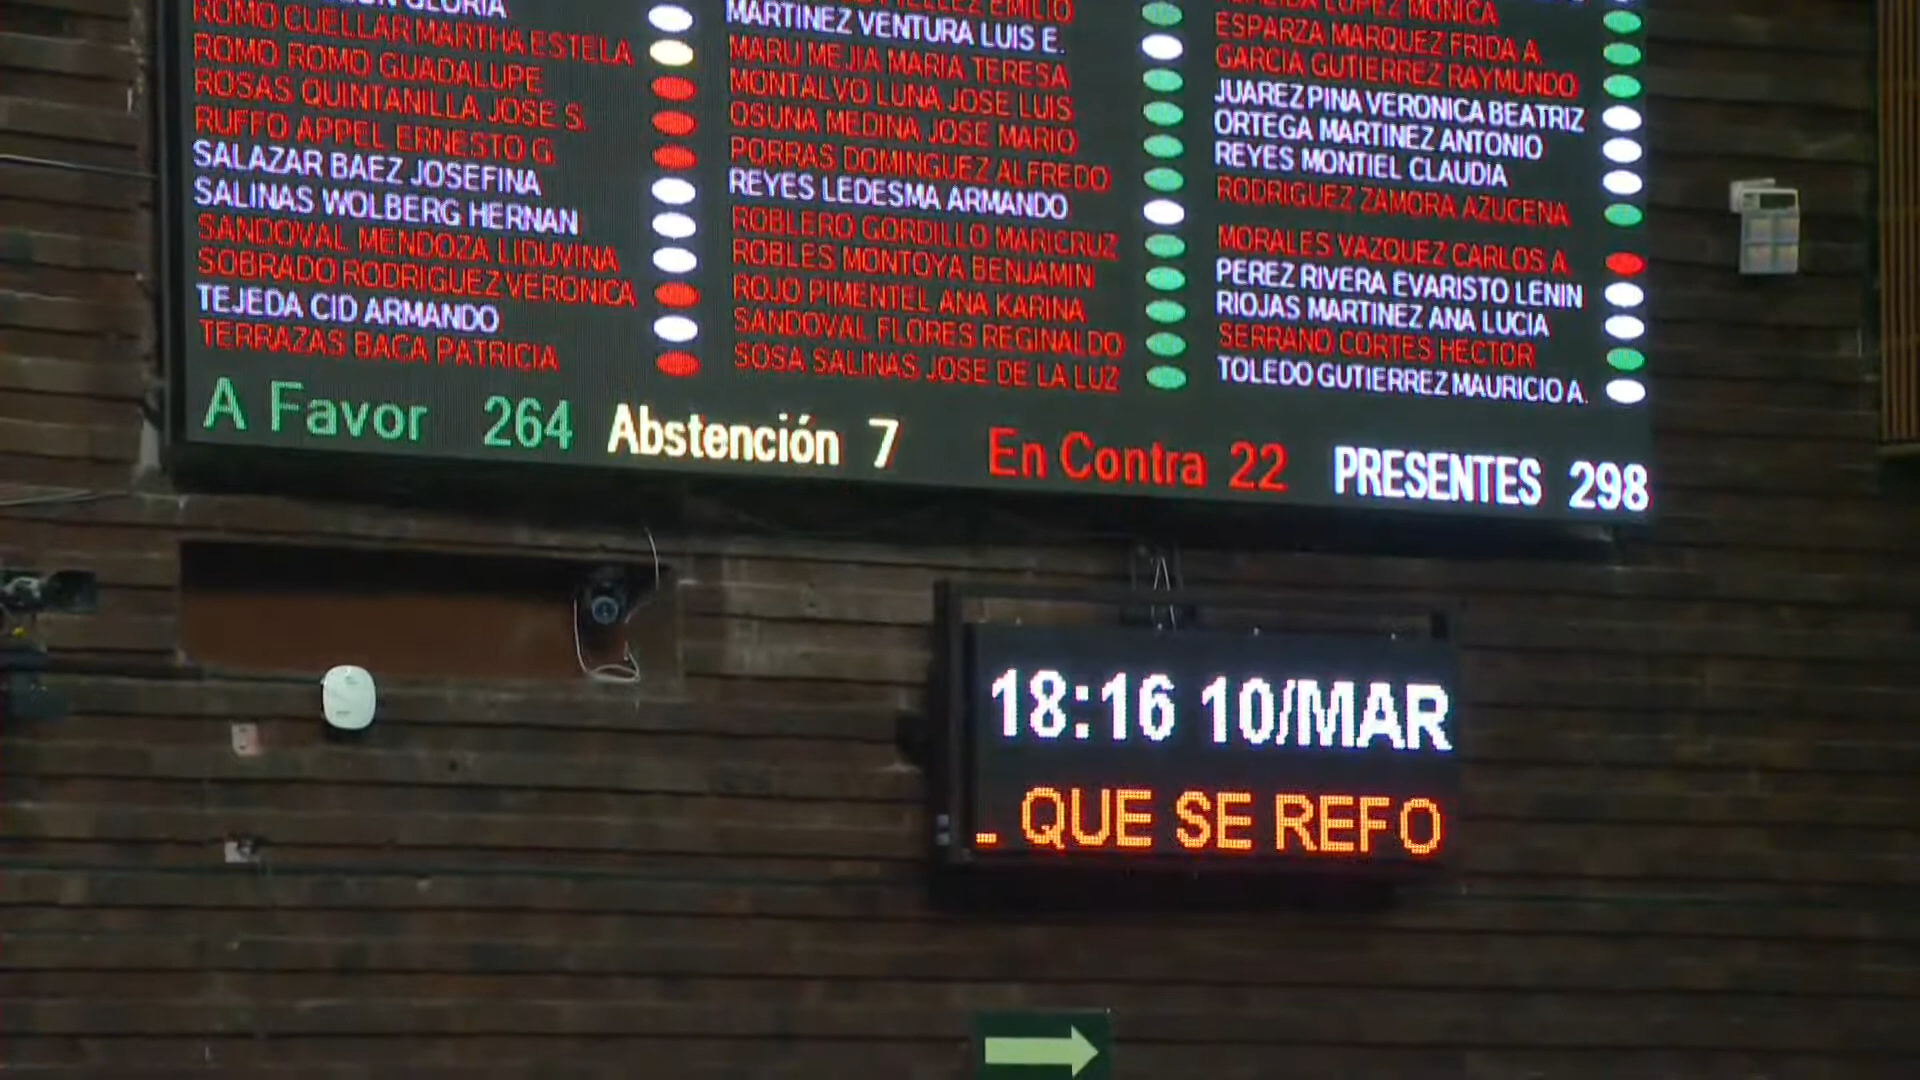 GLORIA
ROMO CUELLAR MARTHA ESTELA
ROMO ROMO GUADALUPE
ROSAS QUINTANILLA JOSE S.
RUFFO APPEL ERNESTO G.
SALAZAR BAEZ JOSEFINA
SALINAS WOLBERG HERNAN
SANDOVAL MENDOZA LIDUVINA
SOBRADO RODRIGUEZ VERONICA
TEJEDA CID ARMANDO
TERRAZAS BACA PATRICIA
EMILIO
MARTINEZ VENTURA LUIS E.
MARU MEJIA MARIA TERESA
MONTALVO LUNA JOSE LUIS
OSUNA MEDINA JOSE MARIO
PORRAS DOMINGUEZ ALFREDO
REYES LEDESMA ARMANDO
ROBLERO GORDILLO MARICRUZ
ROBLES MONTOYA BENJAMIN
ROJO PIMENTEL ANA KARINA
SANDOVAL FLORES REGINALDO
SOSA SALINAS JOSE DE LA LUZ
LOPEZ MONICA
ESPARZA MARQUEZ FRIDA A.
GARCIA GUTIERREZ RAYMUNDO
JUAREZ PINA VERONICA BEATRIZ
ORTEGA MARTINEZ ANTONIO
REYES MONTIEL CLAUDIA
RODRIGUEZ ZAMORA AZUCENA
MORALES VAZQUEZ CARLOS A.
PEREZ RIVERA EVARISTO LENIN
RIOJAS MARTINEZ ANA LUCIA
SERRANO CORTES HECTOR
TOLEDO GUTIERREZ MAURICIO A.
A Favor 264 Abstención 7 En Contra 22 PRESENTES 298
18:16 10/MAR
QUE SE REFO